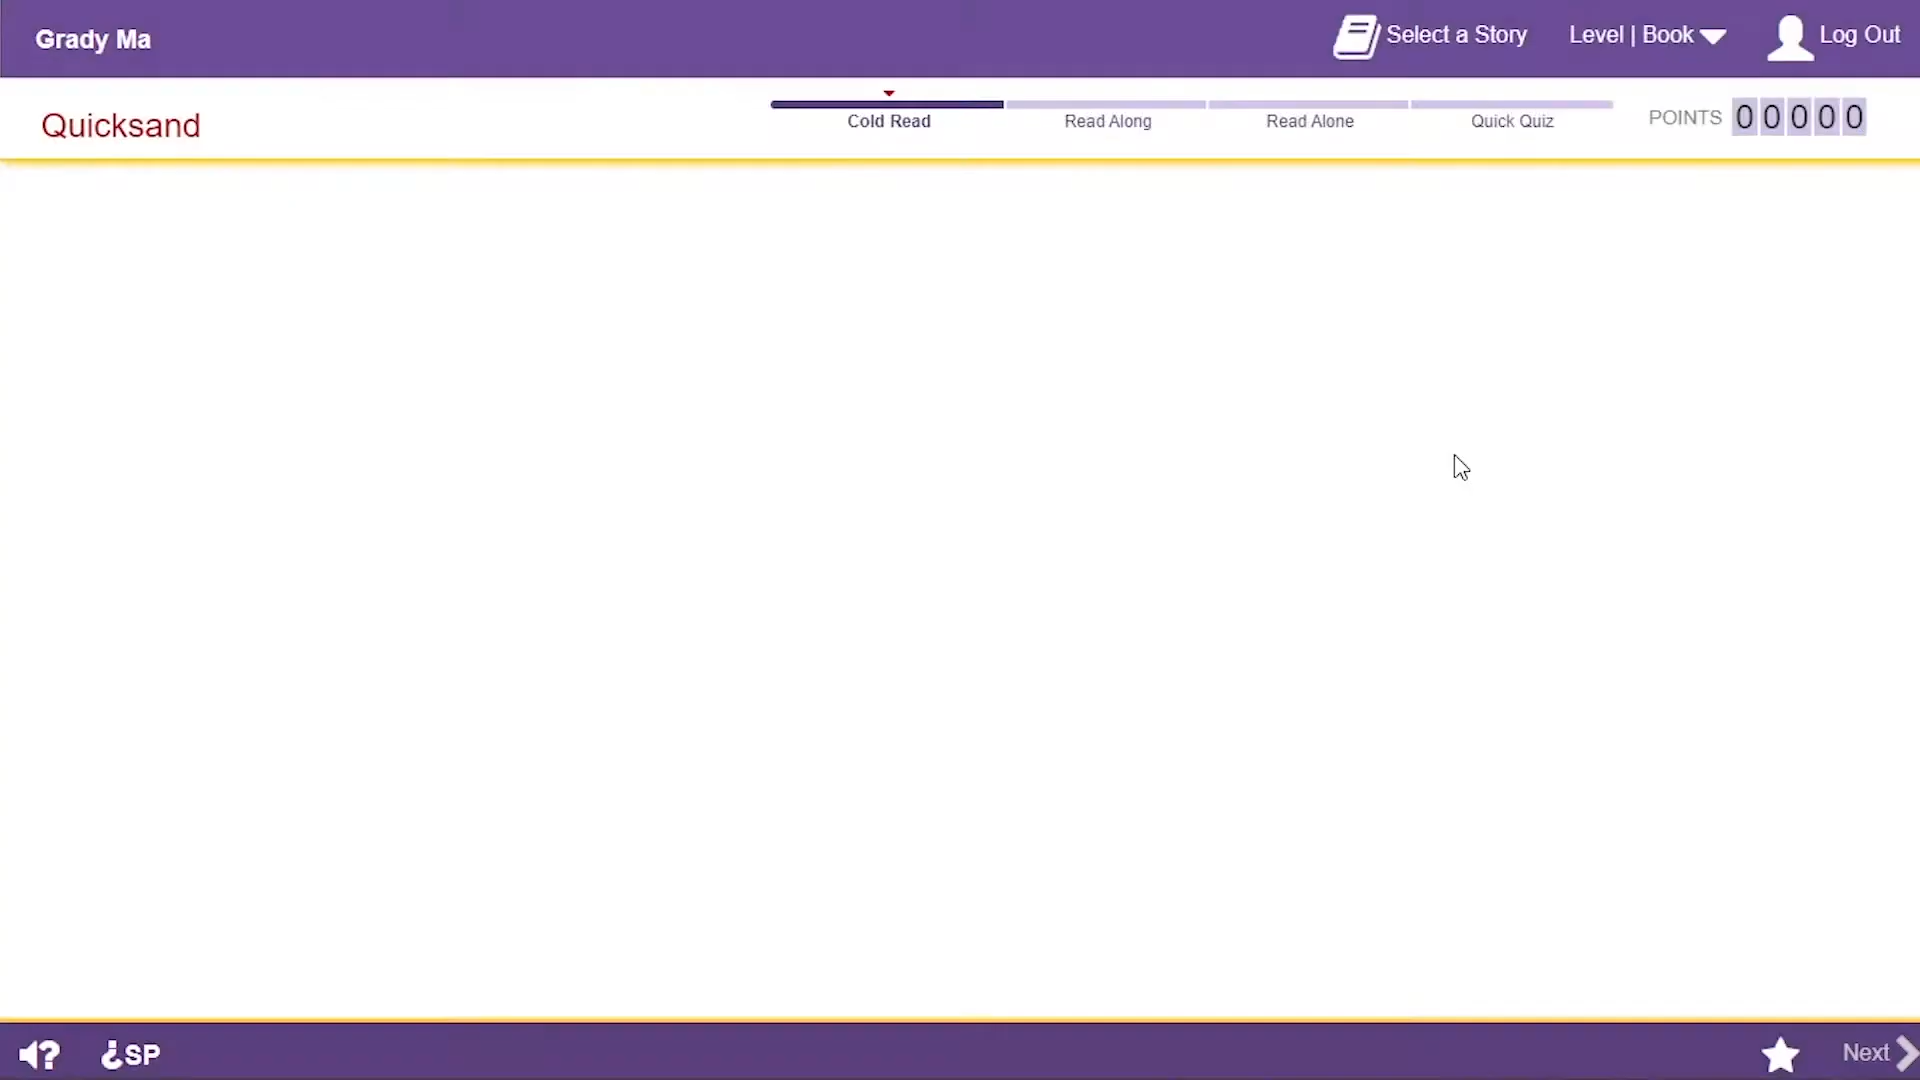 Grady Ma
Select a Story
Level | Book
Log Out
Quicksand
Cold Read
Read Along
Read Alone
Quick Quiz
POINTS 00000
?
¿SP
Next